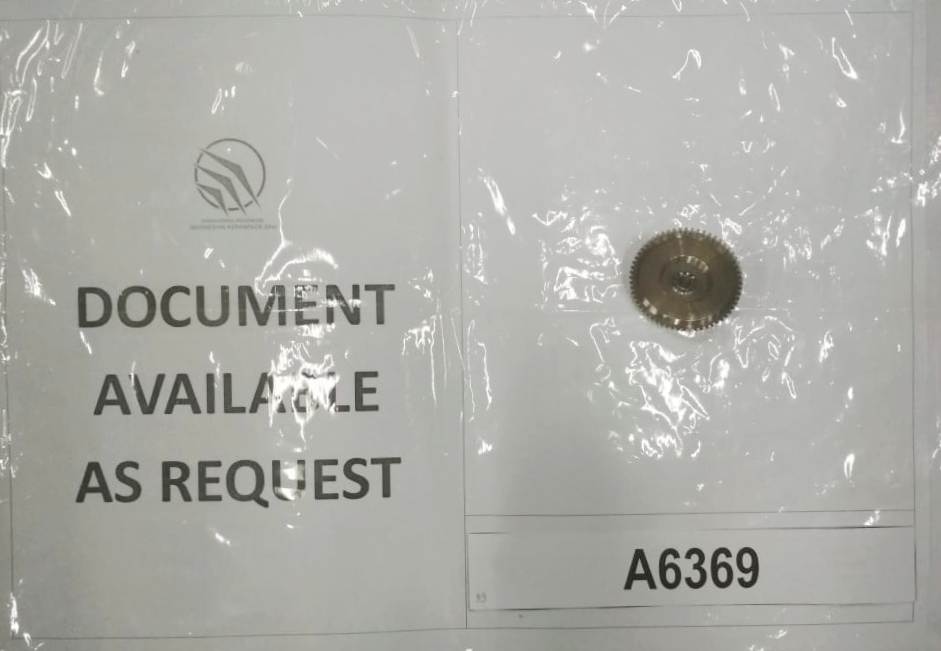 DOCUMENT
AVAILABLE
AS REQUEST
A6369